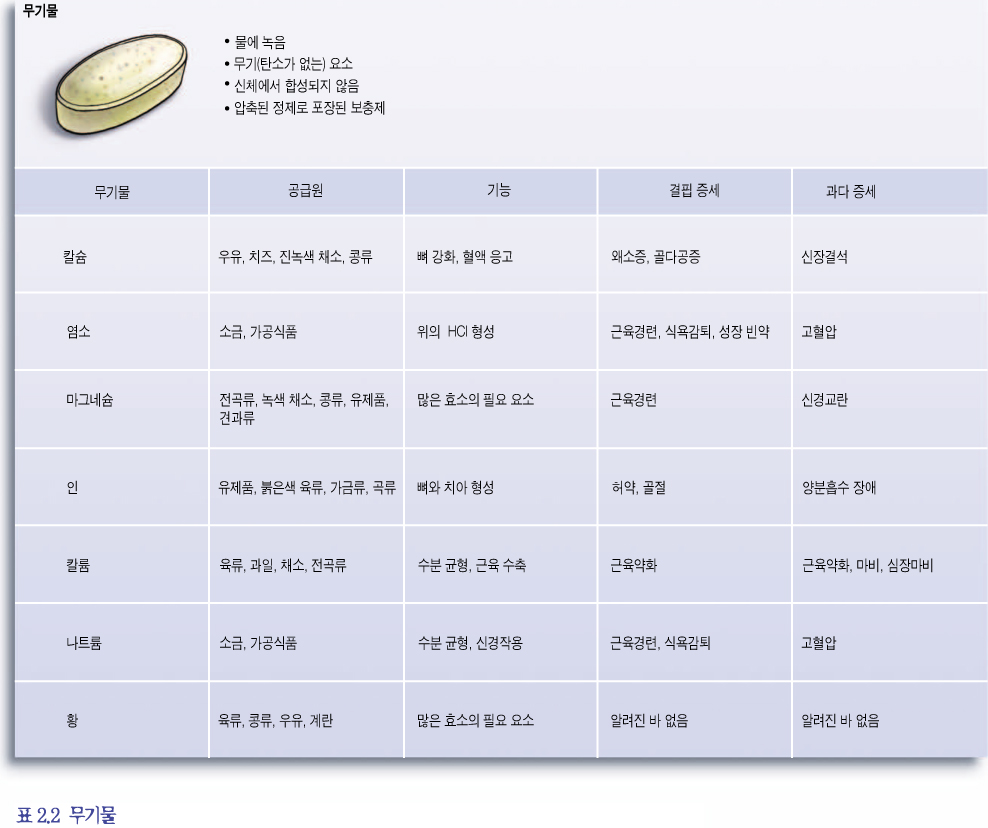 무기물
• 물에 녹음
• 무기(탄소가 없는) 요소
• 신체에서 합성되지 않음
• 압축된 정제로 포장된 보충제
무기물 공급원 기능 결핍 증세 과다 증세
칼슘 우유, 치즈, 진녹색 채소, 콩류 뼈 강화, 혈액 응고 왜소증, 골다공증 신장결석
염소 소금, 가공식품 위의 HCl 형성 근육경련, 식욕감퇴, 성장 빈약 고혈압
마그네슘 전곡류, 녹색 채소, 콩류, 유제품, 많은 효소의 필요 요소 근육경련 신경교란
견과류
인 유제품, 붉은색 육류, 가금류, 곡류 뼈와 치아 형성 허약, 골절 양분흡수 장애
칼륨 육류, 과일, 채소, 전곡류 수분 균형, 근육 수축 근육약화 근육약화, 마비, 심장마비
나트륨 소금, 가공식품 수분 균형, 신경작용 근육경련, 식욕감퇴 고혈압
황 육류, 콩류, 우유, 계란 많은 효소의 필요 요소 알려진 바 없음 알려진 바 없음
표 2.2 무기물